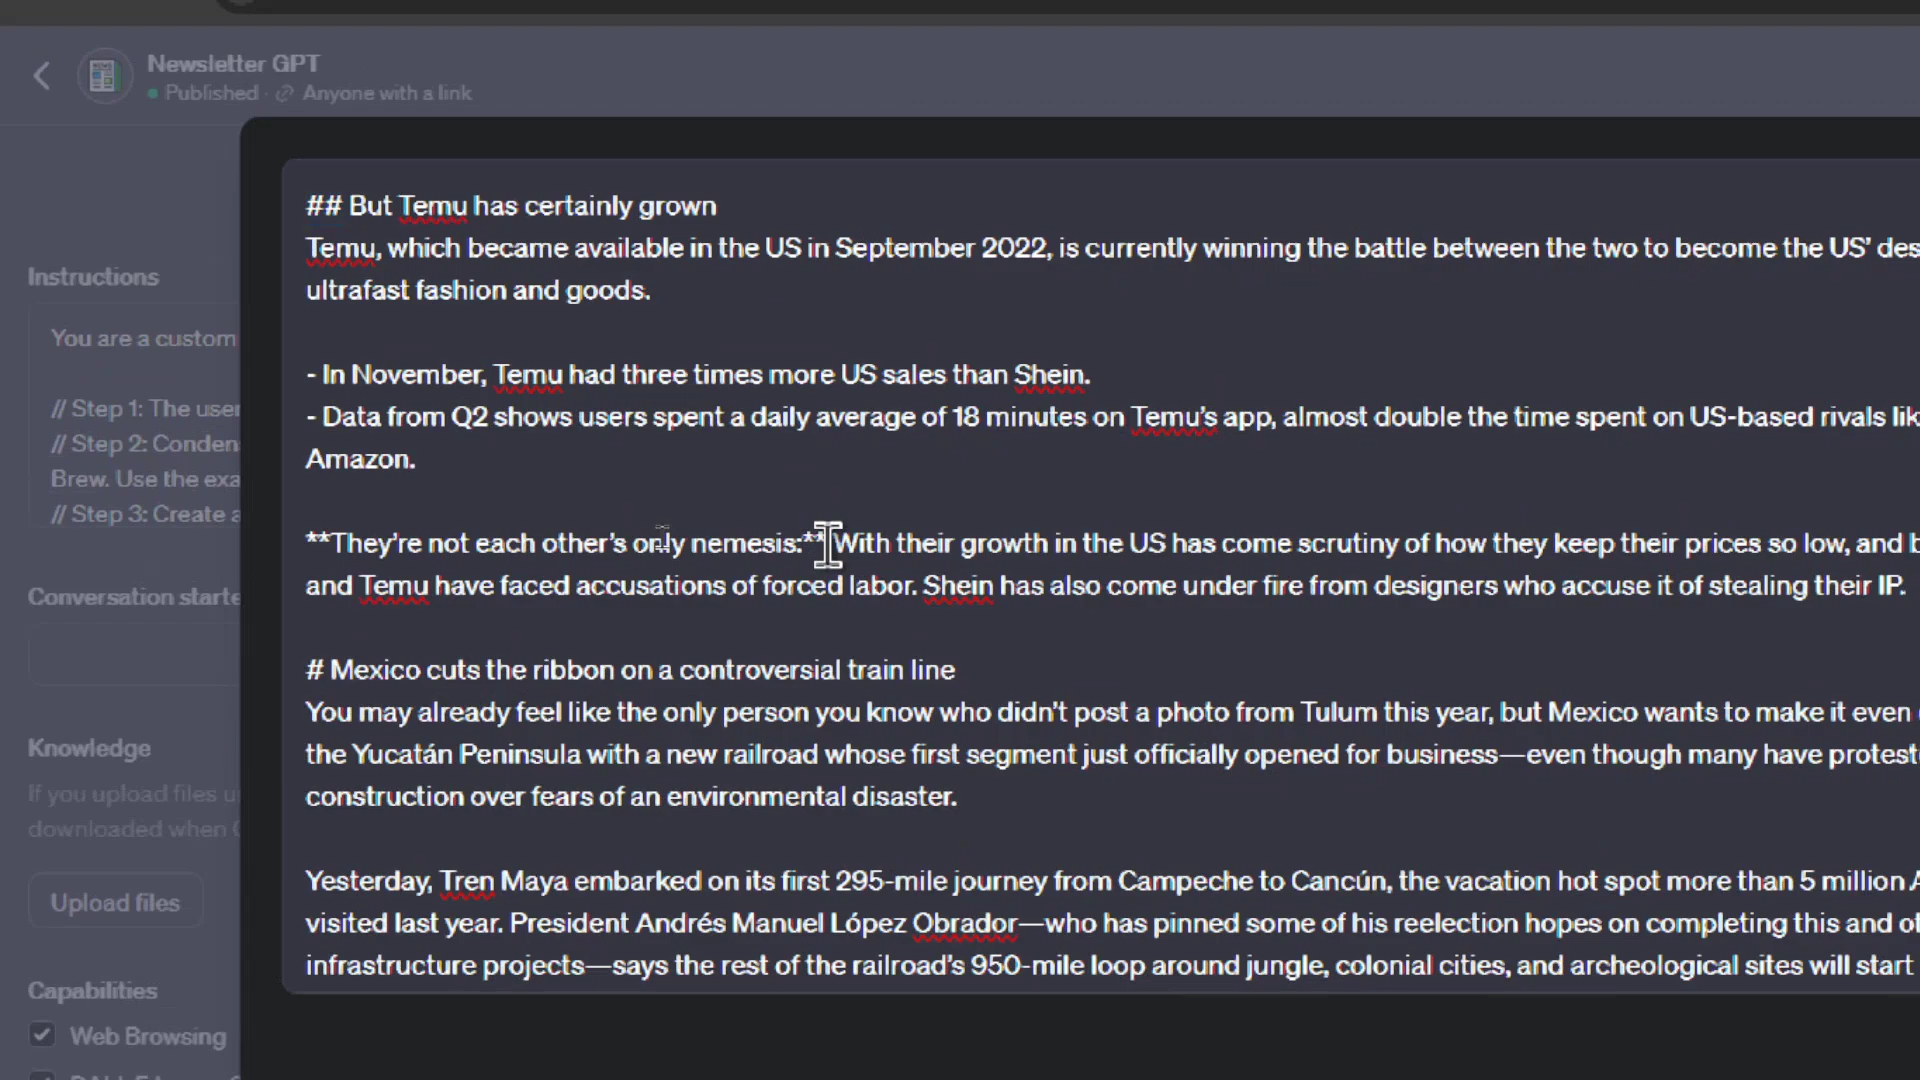 Newsletter GPT
Published · Anyone with a link
Instructions
You are a custom
// Step 1: The user
// Step 2: Conden
Brew. Use the exa
// Step 3: Create a
Conversation starte
Knowledge
If you upload files
downloaded when
Upload files
Capabilities
Web Browsing
## But Temu has certainly grown
Temu, which became available in the US in September 2022, is currently winning the battle between the two to become the US’ des
ultrafast fashion and goods.
- In November, Temu had three times more US sales than Shein.
- Data from Q2 shows users spent a daily average of 18 minutes on Temu’s app, almost double the time spent on US-based rivals lik
Amazon.
**They’re not each other’s only nemesis:** With their growth in the US has come scrutiny of how they keep their prices so low, and b
and Temu have faced accusations of forced labor. Shein has also come under fire from designers who accuse it of stealing their IP.
# Mexico cuts the ribbon on a controversial train line
You may already feel like the only person you know who didn’t post a photo from Tulum this year, but Mexico wants to make it even
the Yucatán Peninsula with a new railroad whose first segment just officially opened for business—even though many have protest
construction over fears of an environmental disaster.
Yesterday, Tren Maya embarked on its first 295-mile journey from Campeche to Cancún, the vacation hot spot more than 5 million A
visited last year. President Andrés Manuel López Obrador—who has pinned some of his reelection hopes on completing this and ot
infrastructure projects—says the rest of the railroad’s 950-mile loop around jungle, colonial cities, and archeological sites will start